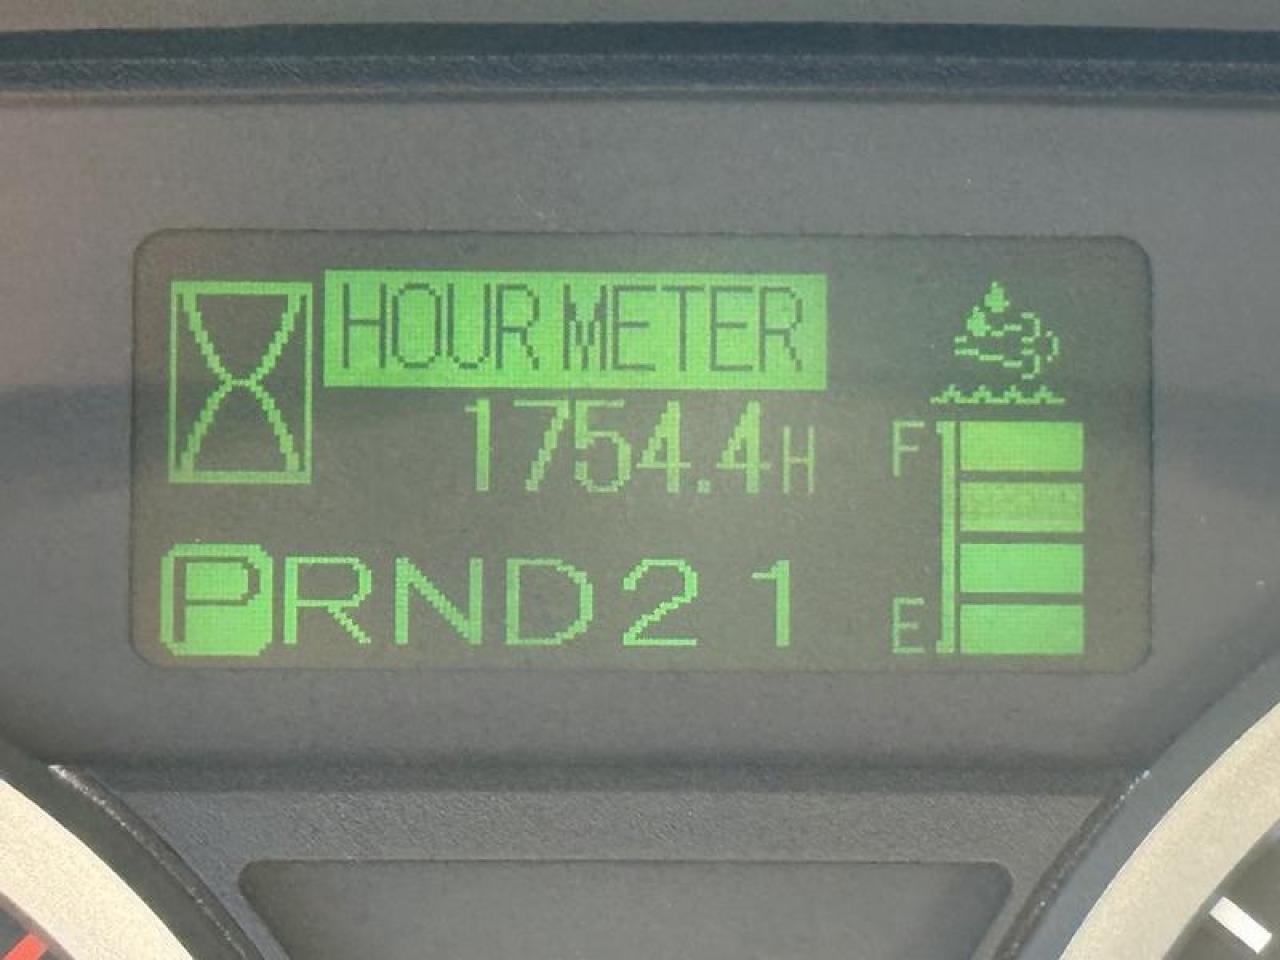 HOUR METER
1754.4H
F
PRND21
E